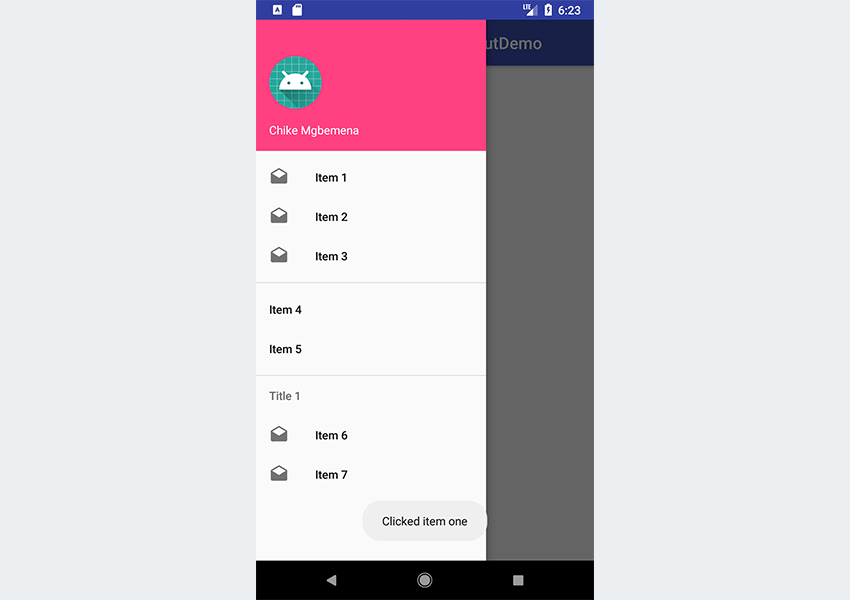 A LTE 6:23
utDemo
Chike Mgbemena
Item 1
Item 2
Item 3
Item 4
Item 5
Title 1
Item 6
Item 7
Clicked item one